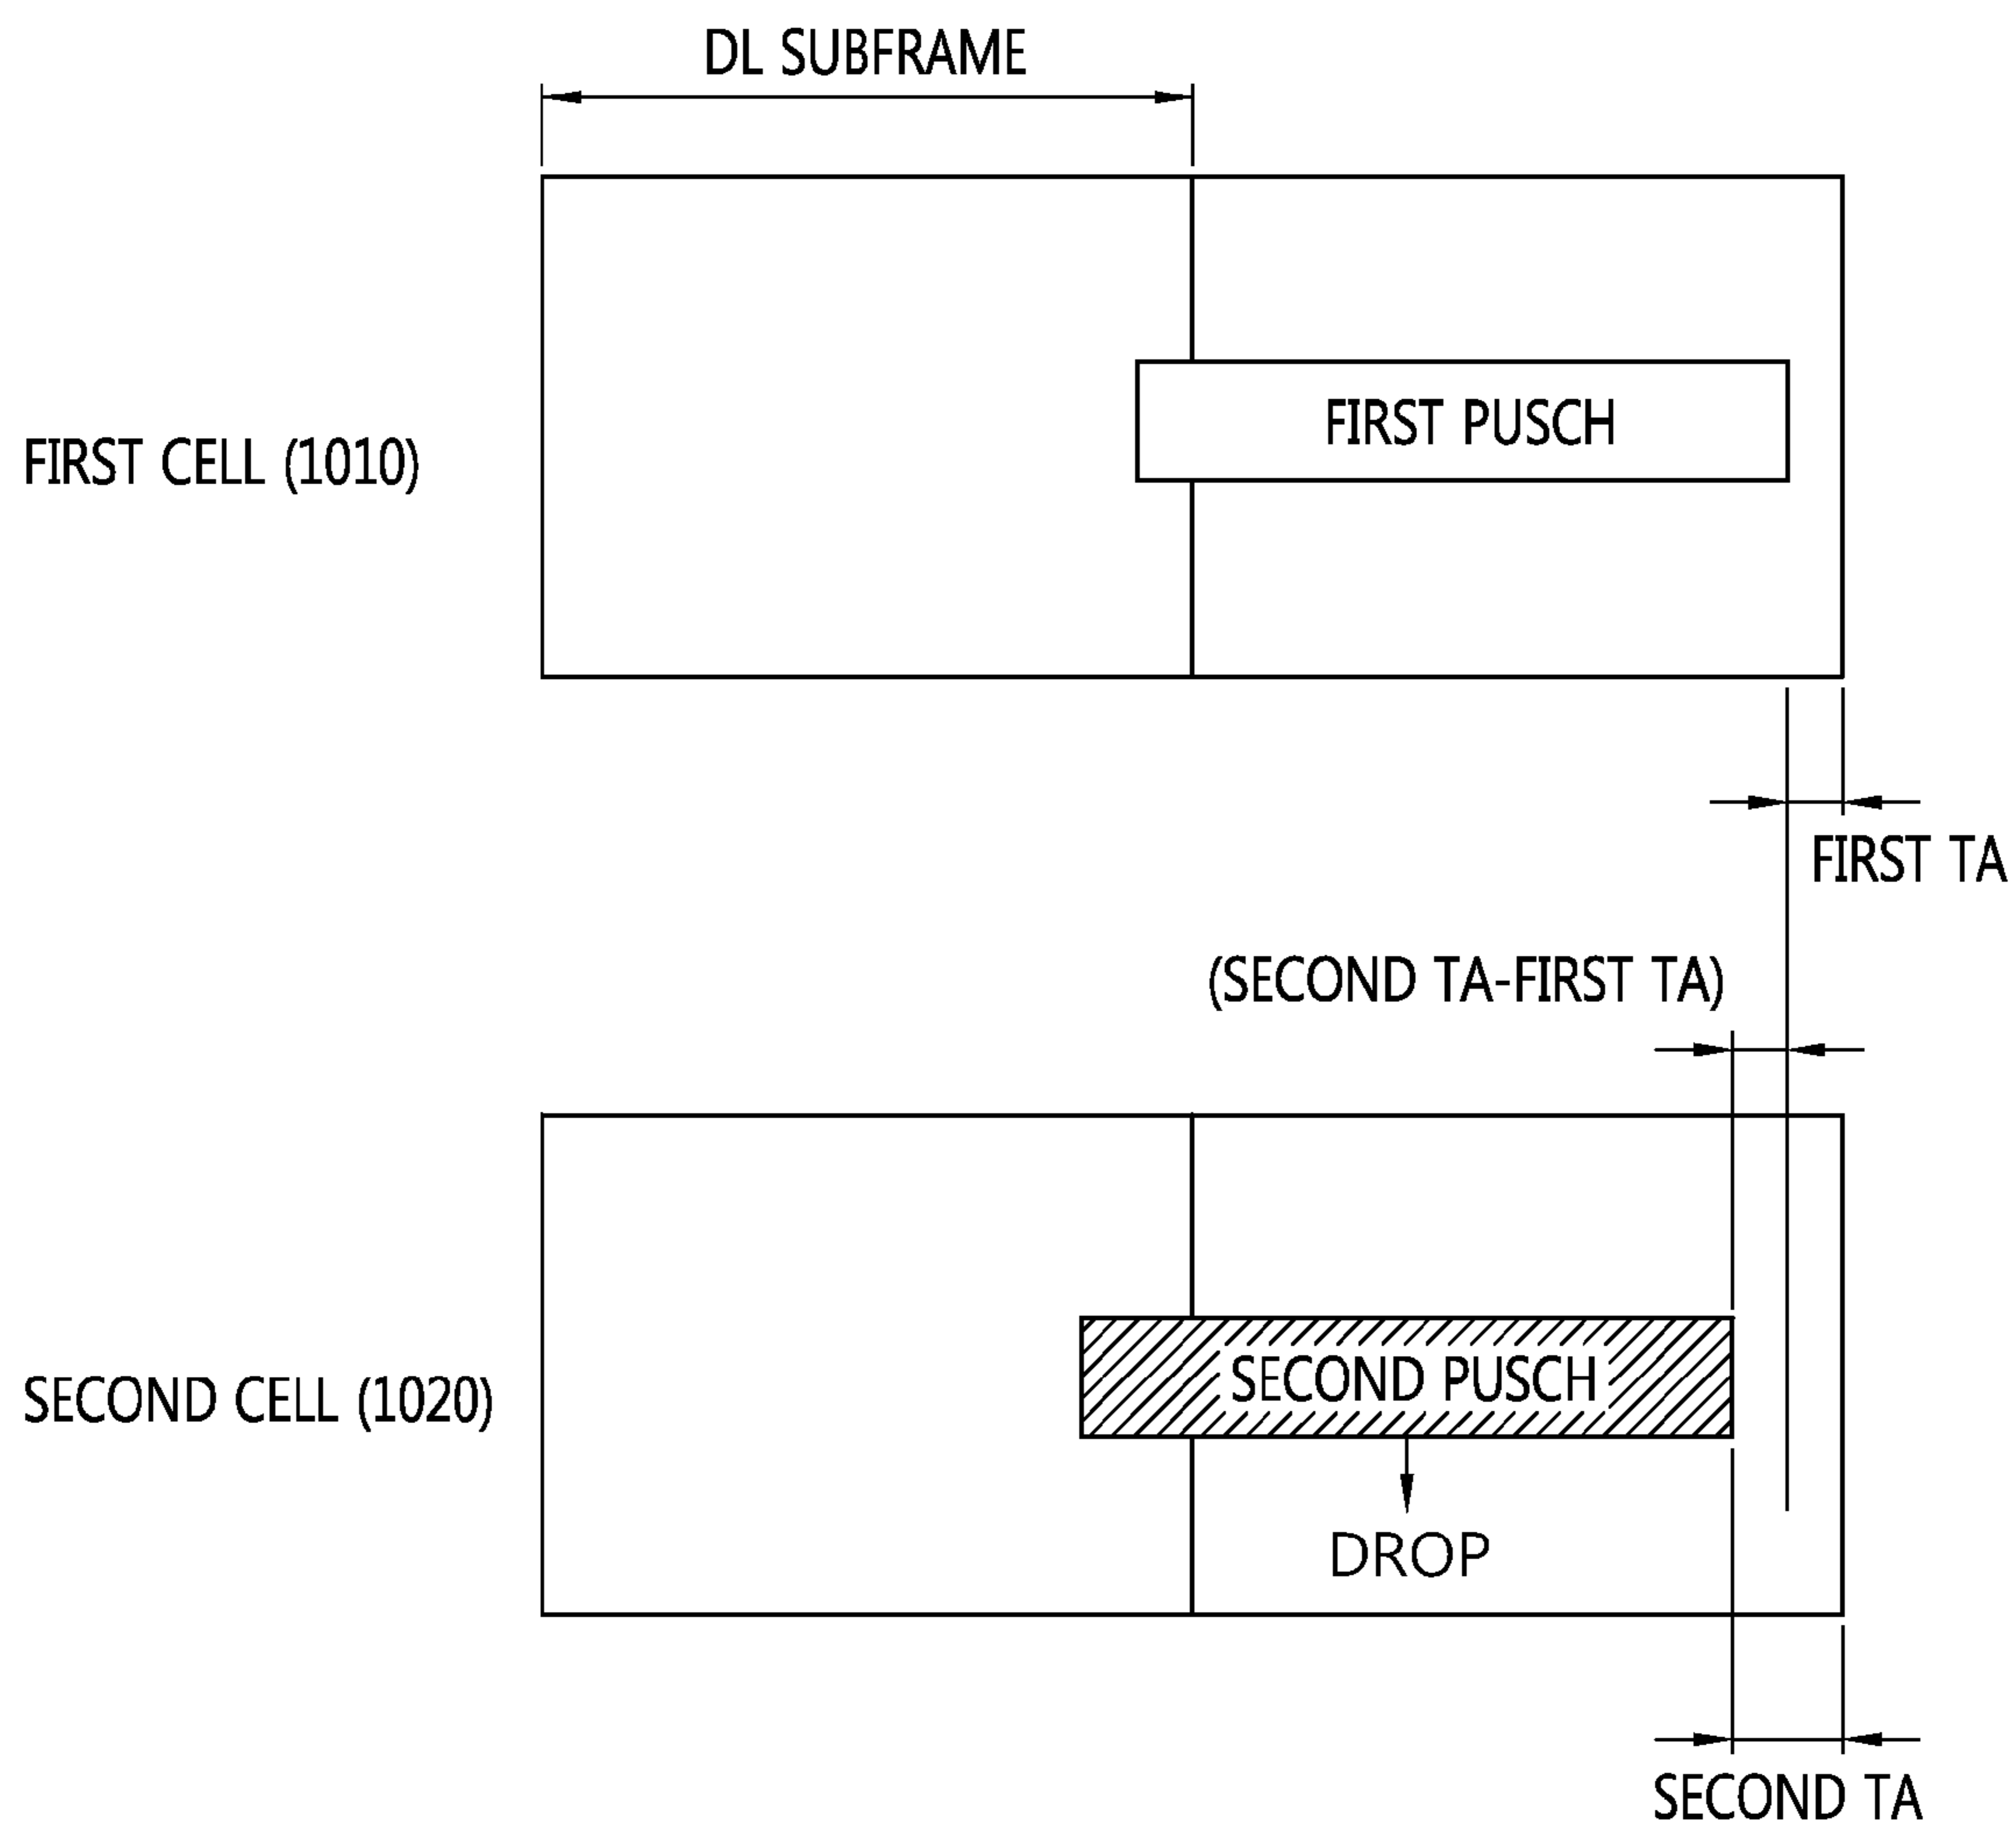 DL SUBFRAME
FIRST PUSCH
FIRST CELL (1010)
FIRST TA
(SECOND TA-FIRST TA)
SECOND PUSCH
SECOND CELL (1020)
DROP
SECOND TA